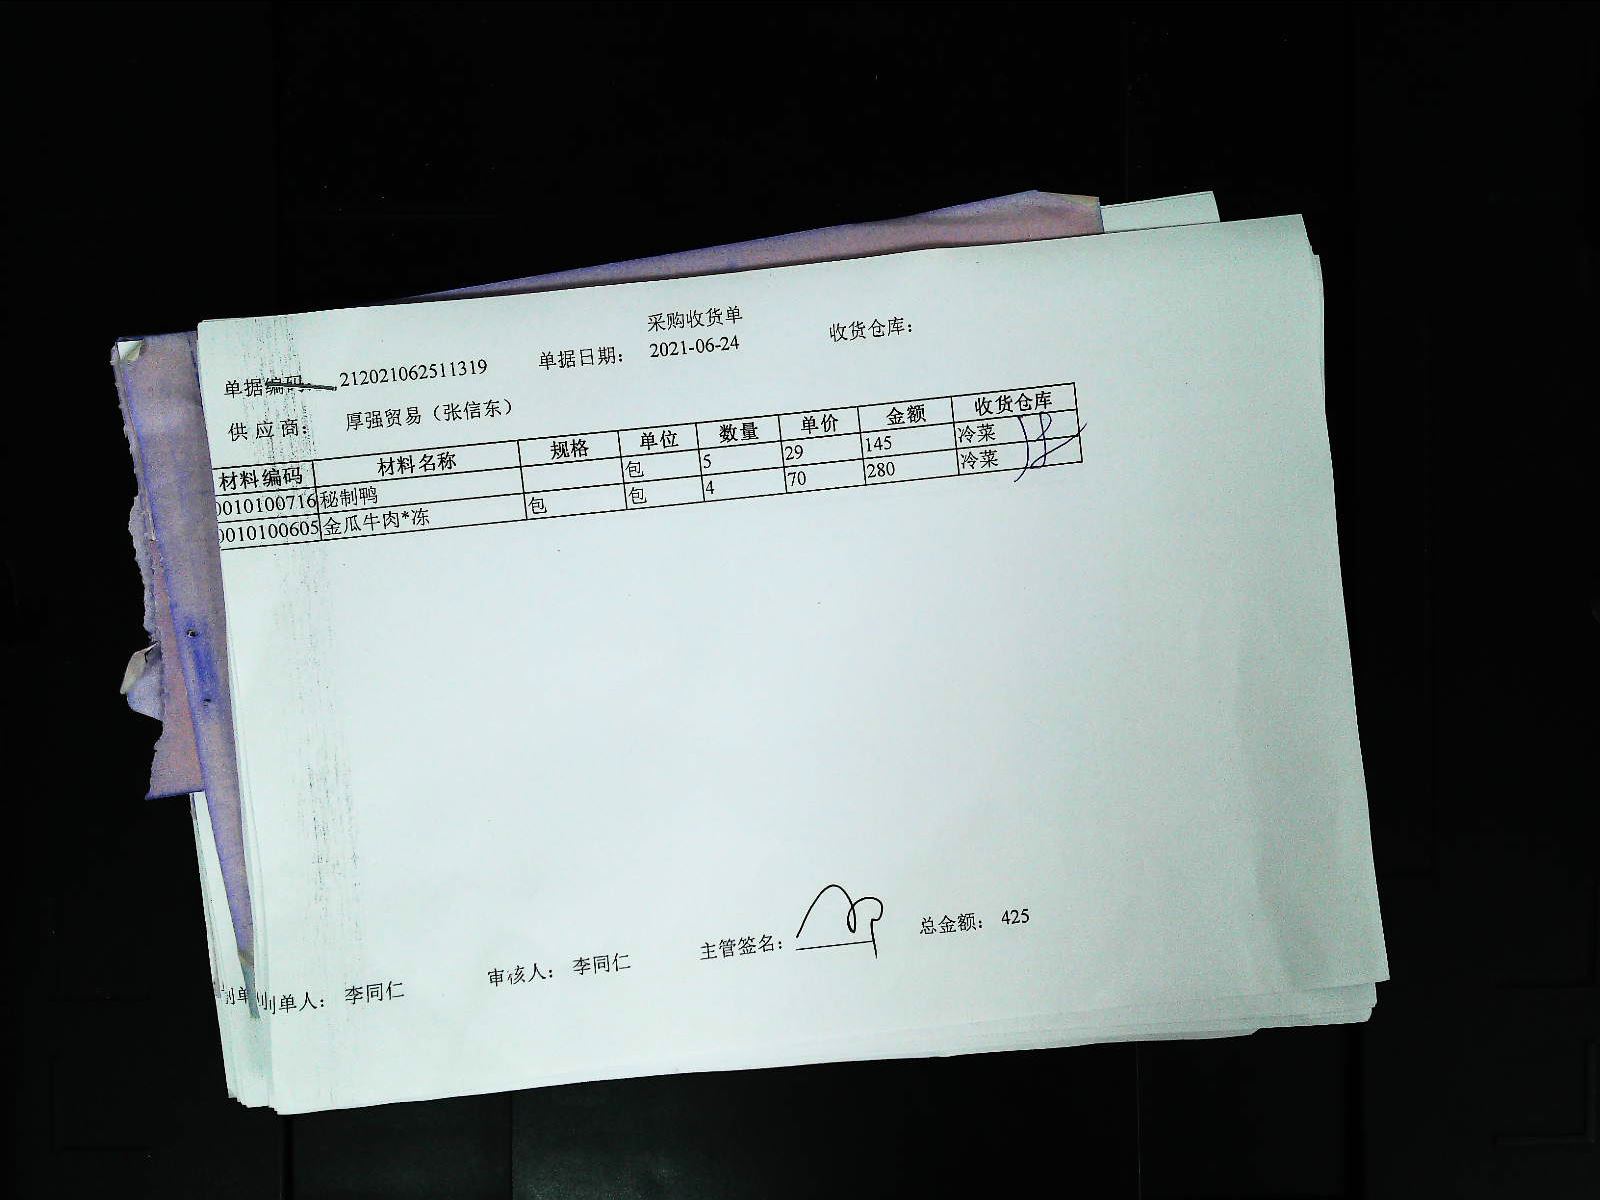 采购收货单
单据编码: 212021062511319 单据日期: 2021-06-24 收货仓库:
供应商: 厚强贸易（张信东）
材料编码 材料名称 规格 单位 数量 单价 金额 收货仓库
0010100716 秘制鸭 包 5 29 145 冷菜
0010100605 金瓜牛肉*冻 包 包 4 70 280 冷菜
制单人: 李同仁 审核人: 李同仁 主管签名: 总金额: 425